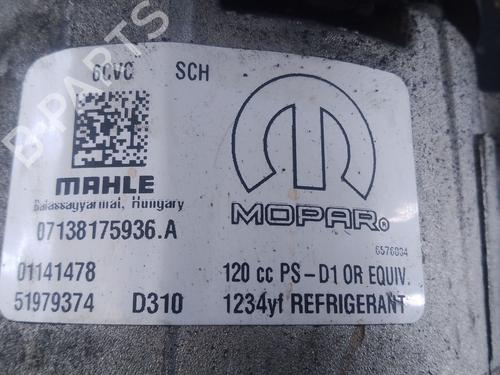 6CVC SCH
MAHLE
Balassagyarmat, Hungary
MOPAR®
07138175936.A
6576884
01141478 120 cc PS-D1 OR EQUIV.
51979374 D310 1234yf REFRIGERANT
B-PARTS